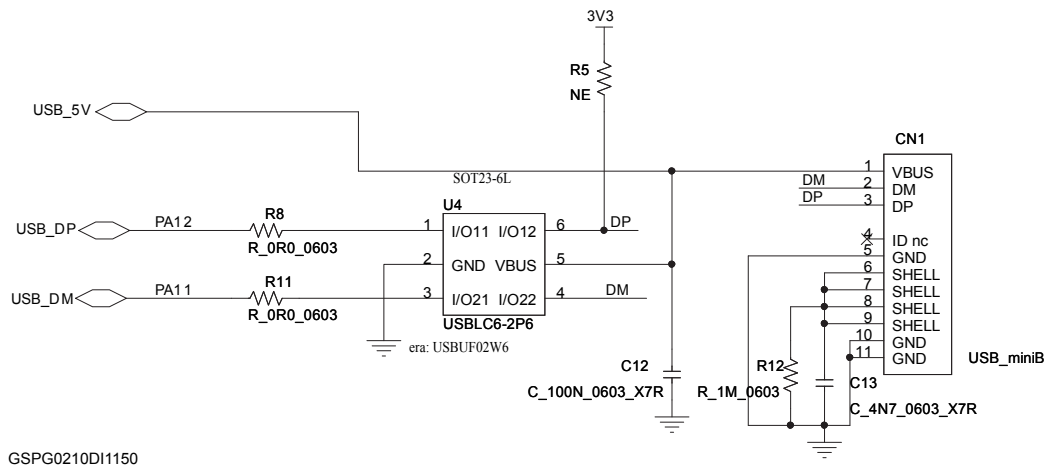 3V3
R5
NE
USB_5V
CN1
SOT23-6L
1 VBUS
DM 2 DM
DP 3 DP
4 ID nc
5 GND
6 SHELL
7 SHELL
8 SHELL
9 SHELL
10 GND
11 GND
USB_miniB
U4
USB_DP PA12 R8
R_0R0_0603
1 I/O11 I/O12 6 DP
2 GND VBUS 5
USB_DM PA11 R11
R_0R0_0603
3 I/O21 I/O22 4 DM
USBLC6-2P6
era: USBUF02W6
C12
C_100N_0603_X7R
R12
R_1M_0603
C13
C_4N7_0603_X7R
GSPG0210DI1150